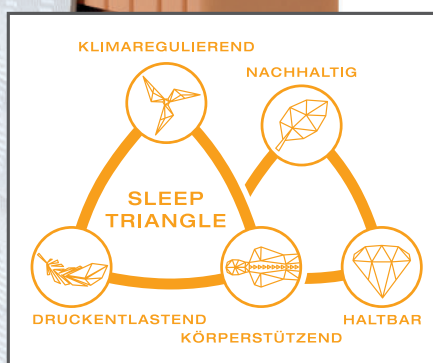 KLIMAREGULIEREND
NACHHALTIG
SLEEP
TRIANGLE
DRUCKENTLASTEND
HALTBAR
KÖRPERSTÜTZEND